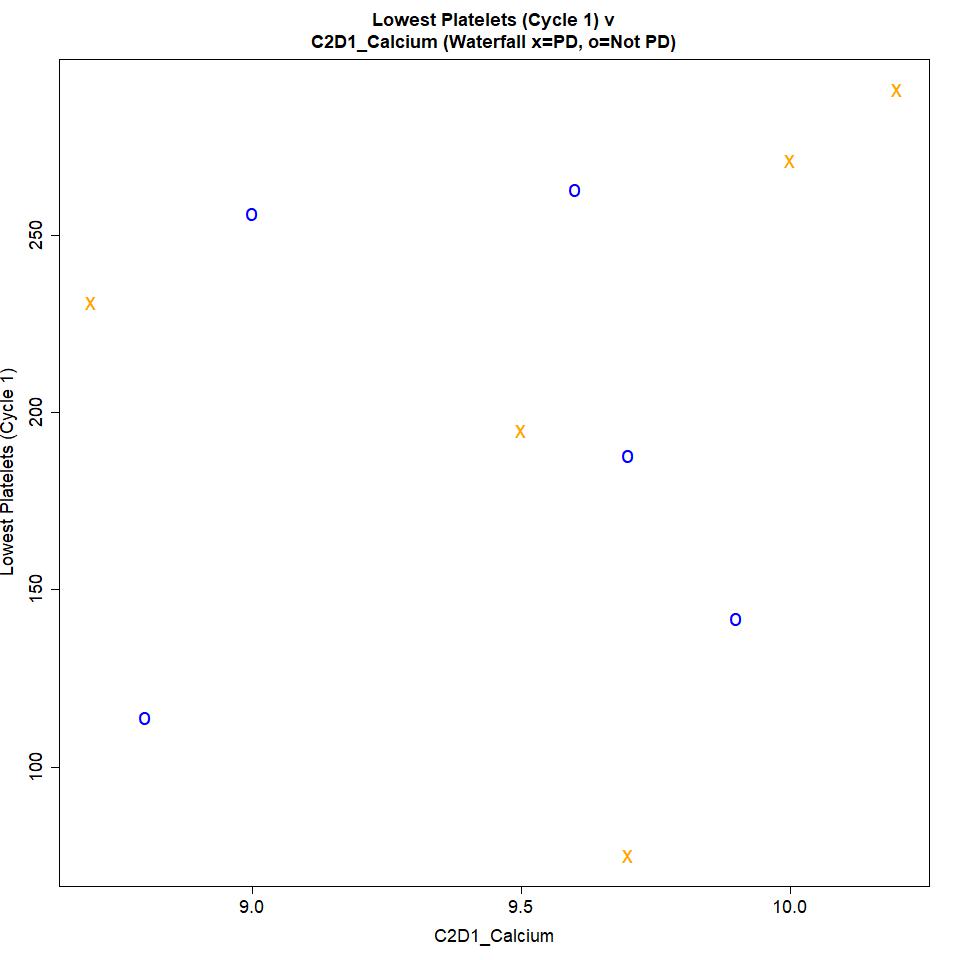 Lowest Platelets (Cycle 1) v
C2D1_Calcium (Waterfall x=PD, o=Not PD)
Lowest Platelets (Cycle 1)
250
200
150
100
x
x
o
o
x
x
o
o
o
x
9.0
9.5
10.0
C2D1_Calcium